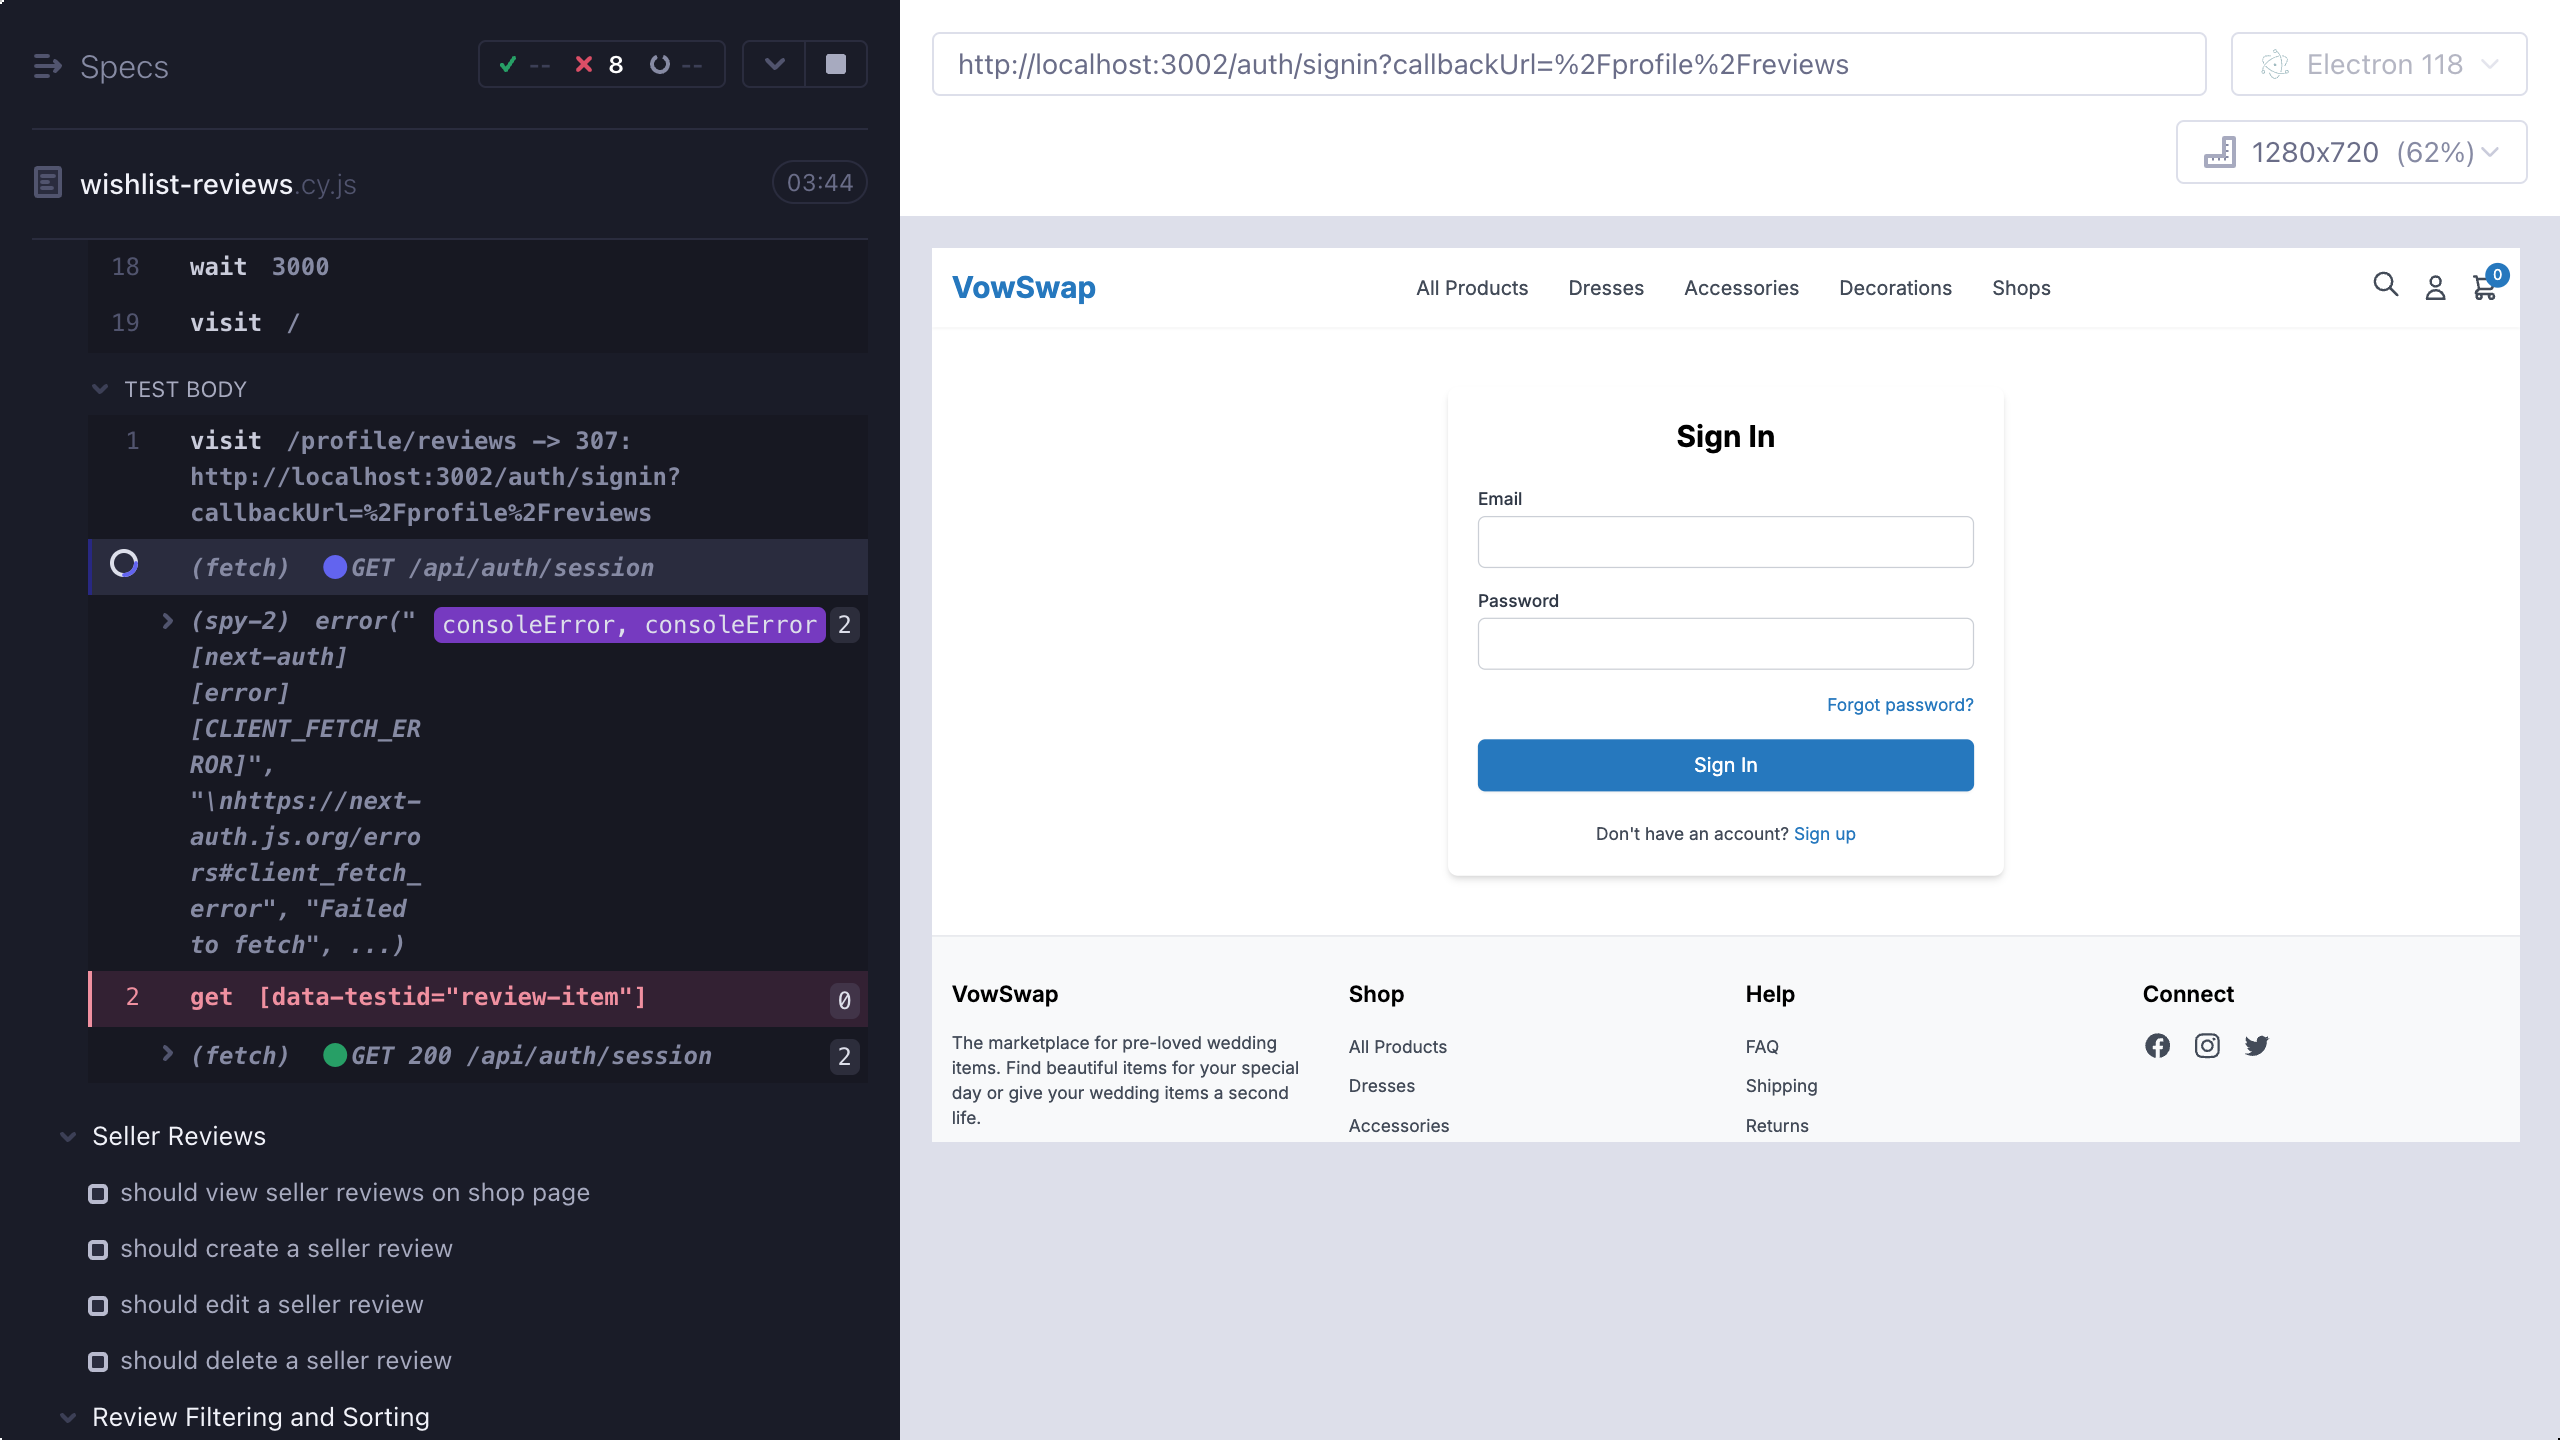 Specs
-- 8 --
wishlist-reviews.cy.js 03:44
18 wait 3000
19 visit /
TEST BODY
1 visit /profile/reviews -> 307:
http://localhost:3002/auth/signin?
callbackUrl=%2Fprofile%2Freviews
(fetch) GET /api/auth/session
(spy-2) error(" consoleError, consoleError 2
[next-auth]
[error]
[CLIENT_FETCH_ER
ROR]",
"\nhttps://next-
auth.js.org/erro
rs#client_fetch_
error", "Failed
to fetch", ...)
2 get [data-testid="review-item"] 0
(fetch) GET 200 /api/auth/session 2
Seller Reviews
should view seller reviews on shop page
should create a seller review
should edit a seller review
should delete a seller review
Review Filtering and Sorting
http://localhost:3002/auth/signin?callbackUrl=%2Fprofile%2Freviews
Electron 118
1280x720 (62%)
VowSwap All Products Dresses Accessories Decorations Shops 0
Sign In
Email
Password
Forgot password?
Sign In
Don't have an account? Sign up
VowSwap
The marketplace for pre-loved wedding
items. Find beautiful items for your special
day or give your wedding items a second
life.
Shop
All Products
Dresses
Accessories
Help
FAQ
Shipping
Returns
Connect